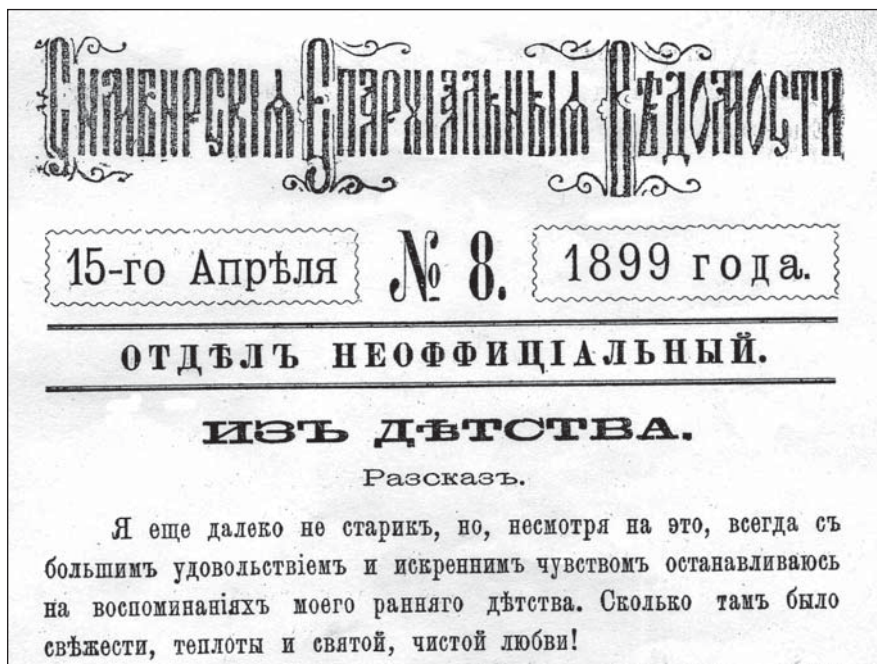 Симбирскія Епархіальныя Вѣдомости
15-го Апрѣля № 8. 1899 года.
ОТДѢЛЪ НЕОФФИЦІАЛЬНЫЙ.
ИЗЪ ДѢТСТВА.
Разсказъ.
Я еще далеко не старикъ, но, несмотря на это, всегда съ
большимъ удовольствіемъ и искреннимъ чувствомъ останавливаюсь
на воспоминаніяхъ моего ранняго дѣтства. Сколько тамъ было
свѣжести, теплоты и святой, чистой любви!